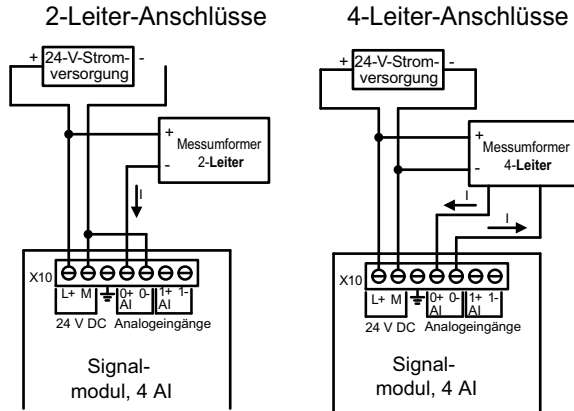 2-Leiter-Anschlüsse
+ 24-V-Strom- -
versorgung
+
Messumformer
- 2-Leiter
I
X10
L+ M 0+ 0- 1+ 1-
AI AI
24 V DC Analogeingänge
Signal-
modul, 4 AI
4-Leiter-Anschlüsse
+ 24-V-Strom- -
versorgung
+
Messumformer
- 4-Leiter
I
I
X10
L+ M 0+ 0- 1+ 1-
AI AI
24 V DC Analogeingänge
Signal-
modul, 4 AI